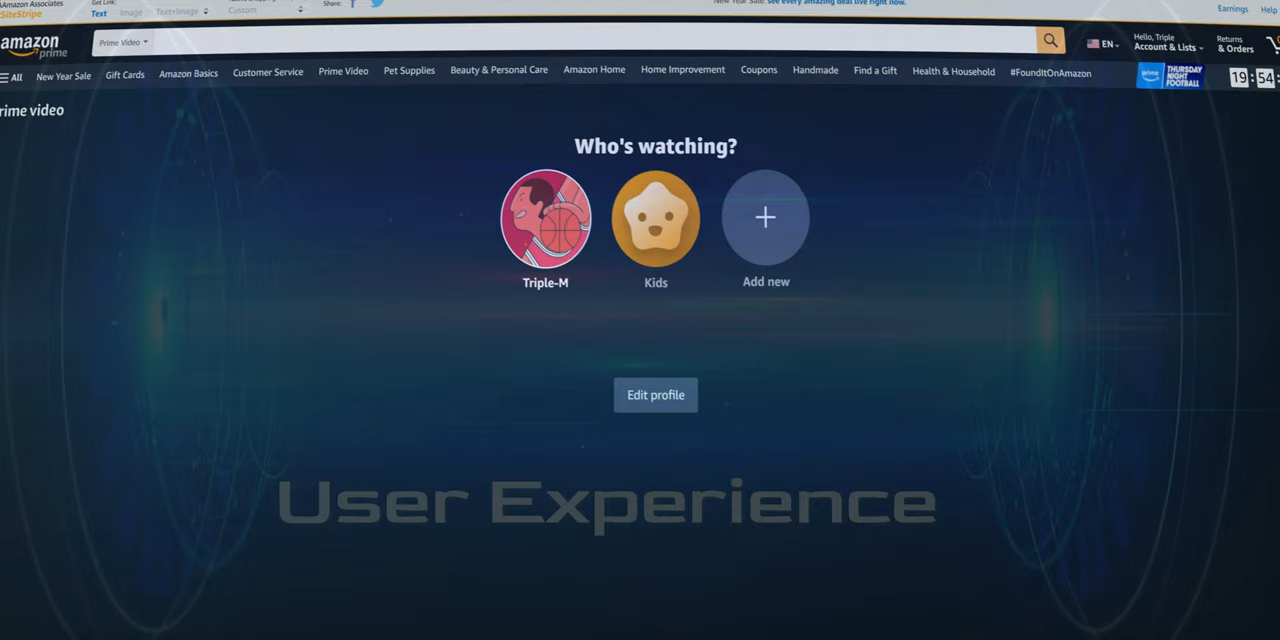 Amazon Associates
SiteStripe
Get Link:
Text Image Text+Image
Custom
Share:
New Year Sale. see every amazing deal live right now.
Earnings Help
amazon
prime
Prime Video
EN
Hello, Triple
Account & Lists
Returns
& Orders
All New Year Sale Gift Cards Amazon Basics Customer Service Prime Video Pet Supplies Beauty & Personal Care Amazon Home Home Improvement Coupons Handmade Find a Gift Health & Household #FoundItOnAmazon
prime THURSDAY NIGHT FOOTBALL
19:54:
rime video
Who's watching?
Triple-M Kids Add new
Edit profile
User Experience